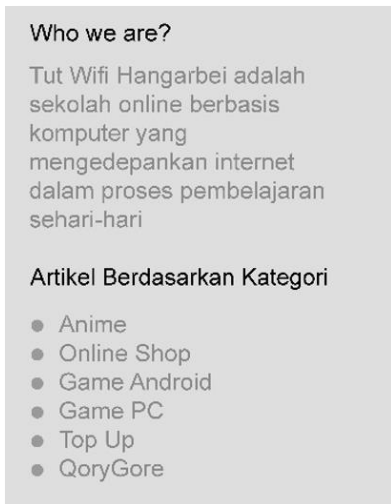 Who we are?
Tut Wifi Hangarbei adalah
sekolah online berbasis
komputer yang
mengedepankan internet
dalam proses pembelajaran
sehari-hari
Artikel Berdasarkan Kategori
● Anime
● Online Shop
● Game Android
● Game PC
● Top Up
● QoryGore